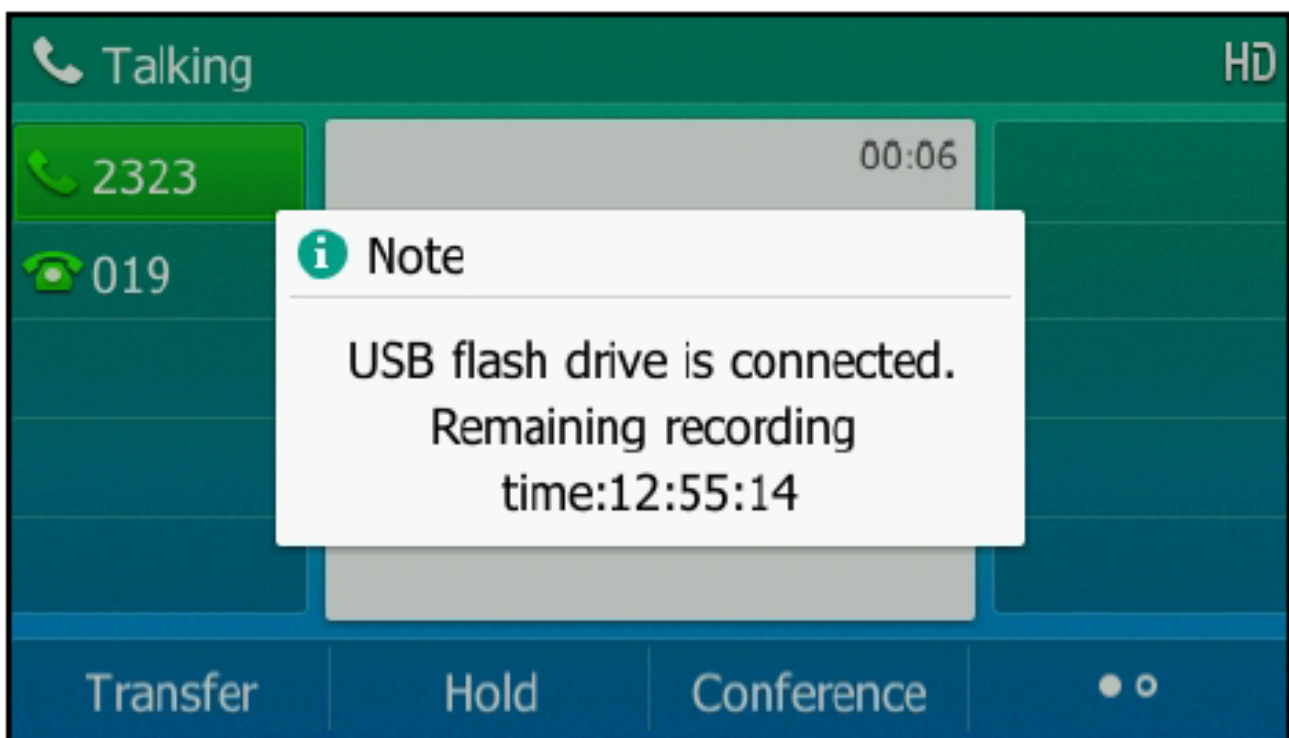 Talking
HD
2323
00:06
019
Note
USB flash drive is connected.
Remaining recording
time:12:55:14
Transfer
Hold
Conference